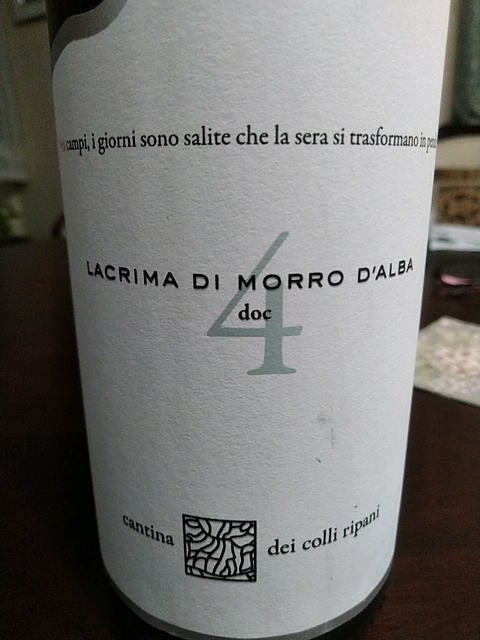 campi, i giorni sono salite che la sera si trasformano in
LACRIMA DI MORRO D'ALBA
4
doc
cantina dei colli ripani